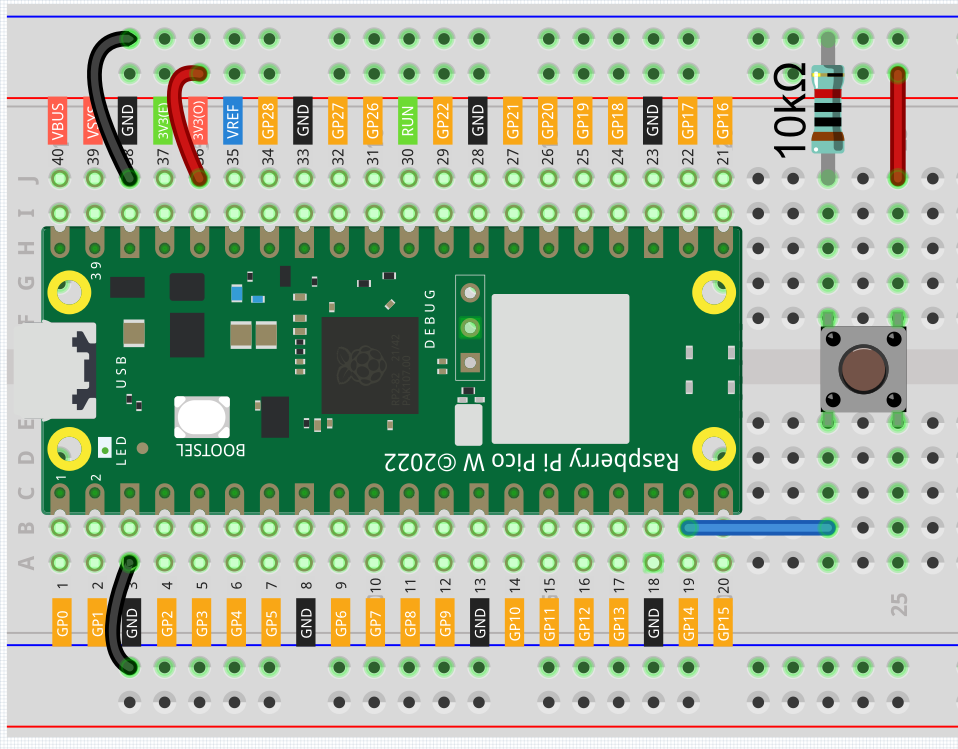 VBUS VSYS GND 3V3(E) 3V3(O) VREF GP28 GND GP27 GP26 RUN GP22 GND GP21 GP20 GP19 GP18 GND GP17 GP16
40 39 38 37 36 35 34 33 32 31 30 29 28 27 26 25 24 23 22 21
10kΩ
J
I
H
G
F
39
DEBUG
USB
LED
BOOTSEL
Raspberry Pi Pico W ©2022
1 2
E
D
C
B
A
1 2 3 4 5 6 7 8 9 10 11 12 13 14 15 16 17 18 19 20
25
GP0 GP1 GND GP2 GP3 GP4 GP5 GND GP6 GP7 GP8 GP9 GND GP10 GP11 GP12 GP13 GND GP14 GP15